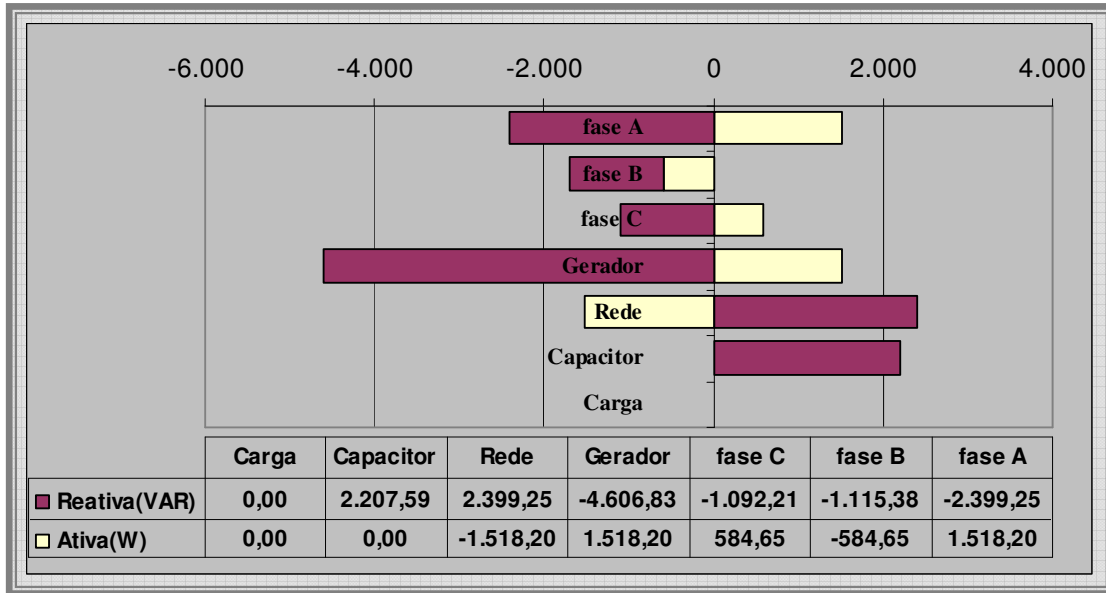 -6.000 -4.000 -2.000 0 2.000 4.000
fase A
fase B
fase C
Gerador
Rede
Capacitor
Carga
Carga Capacitor Rede Gerador fase C fase B fase A
Reativa(VAR) 0,00 2.207,59 2.399,25 -4.606,83 -1.092,21 -1.115,38 -2.399,25
Ativa(W) 0,00 0,00 -1.518,20 1.518,20 584,65 -584,65 1.518,20